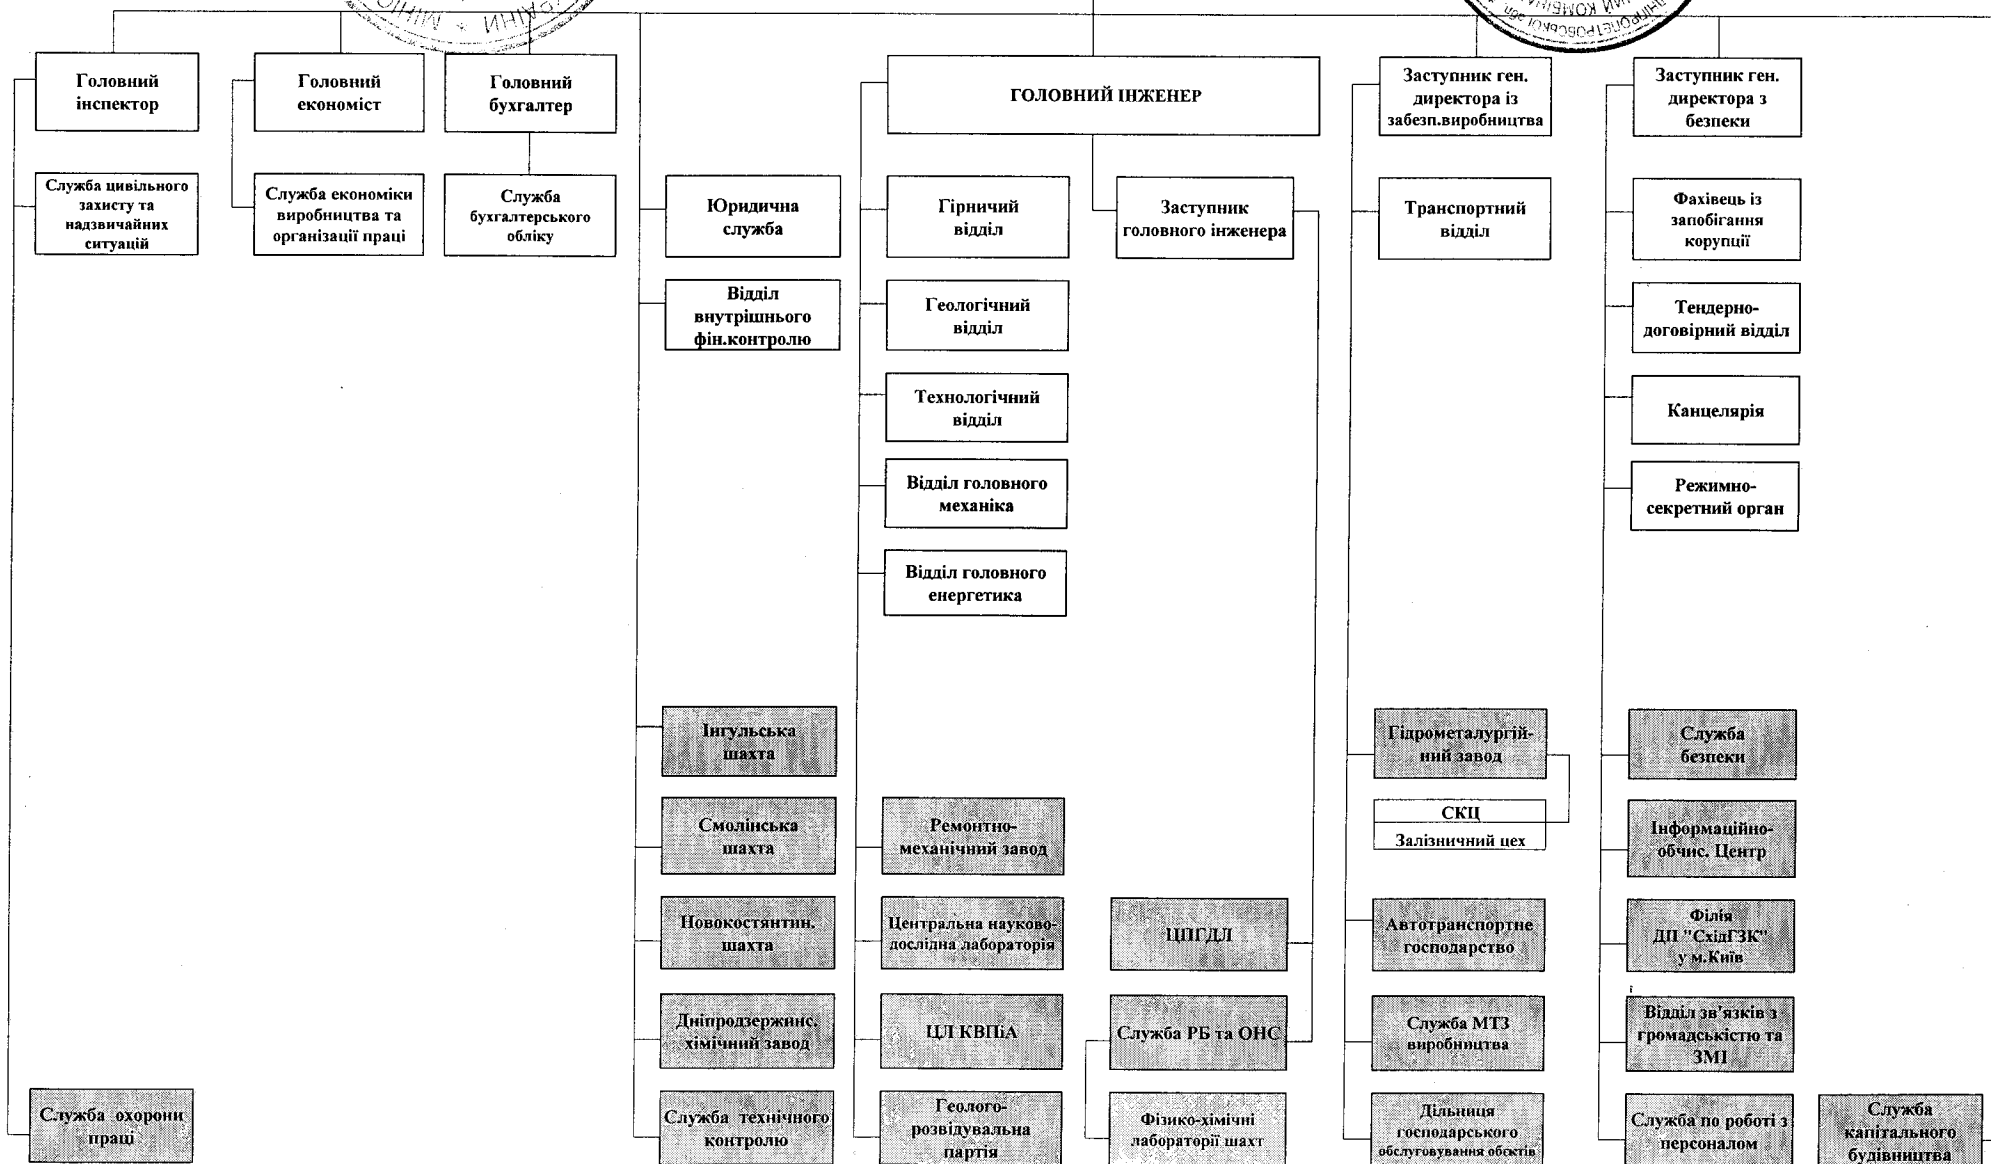 Головний
інспектор
Головний
економіст
Головний
бухгалтер
ГОЛОВНИЙ ІНЖЕНЕР
Заступник ген.
директора із
забезп.виробництва
Заступник ген.
директора з
безпеки
Служба цивільного
захисту та
надзвичайних
ситуацій
Служба економіки
виробництва та
організації праці
Служба
бухгалтерського
обліку
Юридична
служба
Гірничий
відділ
Заступник
головного інженера
Транспортний
відділ
Фахівець із
запобігання
корупції
Відділ
внутрішнього
фін.контролю
Геологічний
відділ
Тендерно-
договірний відділ
Технологічний
відділ
Канцелярія
Відділ головного
механіка
Режимно-
секретний орган
Відділ головного
енергетика
Інгульська
шахта
Гідрометалургій-
ний завод
Служба
безпеки
Смолінська
шахта
Ремонтно-
механічний завод
СКЦ
Залізничний цех
Інформаційно-
обчис. Центр
Новокостянтин.
шахта
Центральна науково-
дослідна лабораторія
ЦПГДЛ
Автотранспортне
господарство
Філія
ДП "СхідГЗК"
у м.Київ
Дніпродзержинс.
хімічний завод
ЦЛ КВПіА
Служба РБ та ОНС
Служба МТЗ
виробництва
Відділ зв'язків з
громадськістю та
ЗМІ
Служба охорони
праці
Служба технічного
контролю
Геолого-
розвідувальна
партія
Фізико-хімічні
лабораторії шахт
Дільниця
господарського
обслуговування обєктів
Служба по роботі з
персоналом
Служба
капітального
будівництва